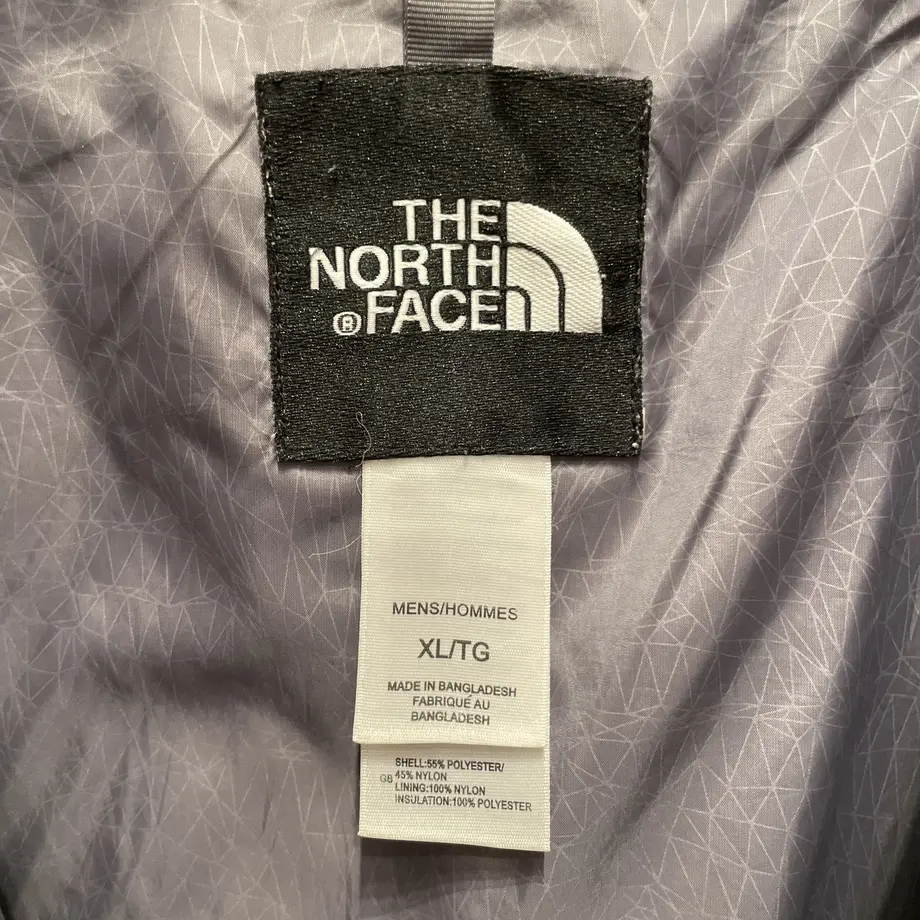 THE
NORTH
®FACE
MENS/HOMMES
XL/TG
MADE IN BANGLADESH
FABRIQUÉ AU
BANGLADESH
SHELL:55% POLYESTER/
GB 45% NYLON
LINING:100% NYLON
INSULATION:100% POLYESTER